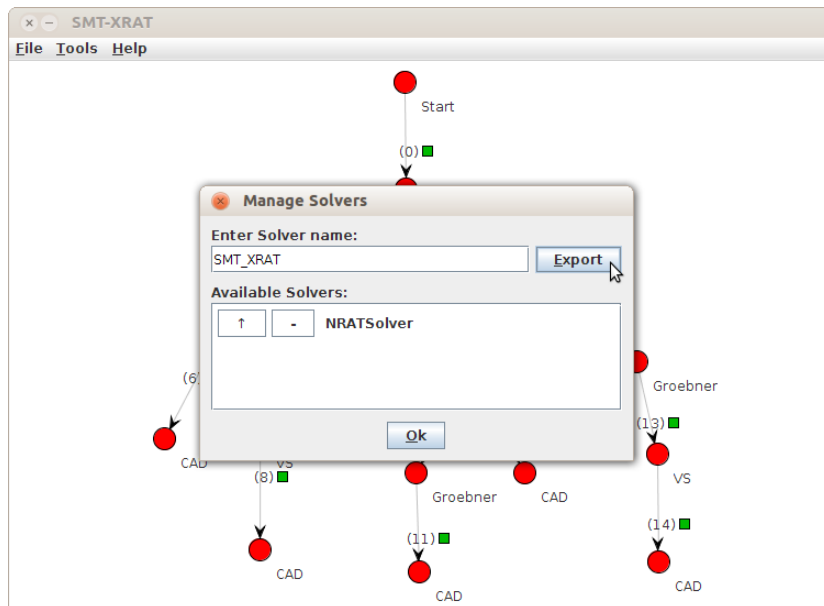 SMT-XRAT
File Tools Help
Start
(0)
Manage Solvers
Enter Solver name:
SMT_XRAT
Export
Available Solvers:
↑ - NRATSolver
Ok
(6)
Groebner
(13)
CAD
VS
(8)
Groebner
CAD
VS
(11)
(14)
CAD
CAD
CAD